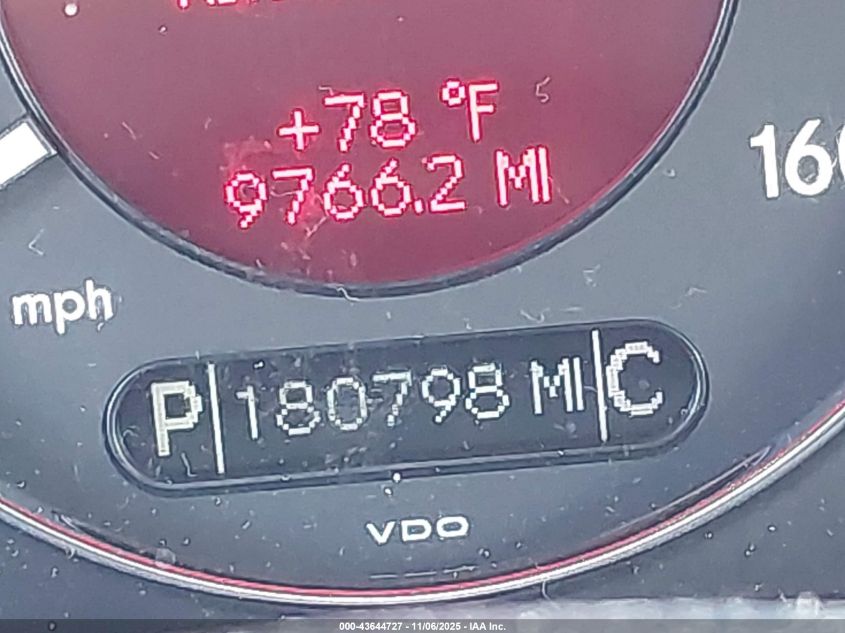 +78 °F
9766.2 MI
160
mph
P 180798 MI C
VDO
000-43644727 - 11/06/2025 - IAA Inc.